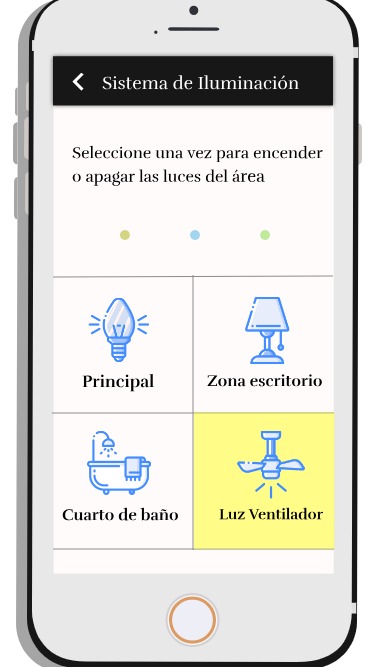 Sistema de Iluminación
Seleccione una vez para encender
o apagar las luces del área
Principal
Zona escritorio
Cuarto de baño
Luz Ventilador